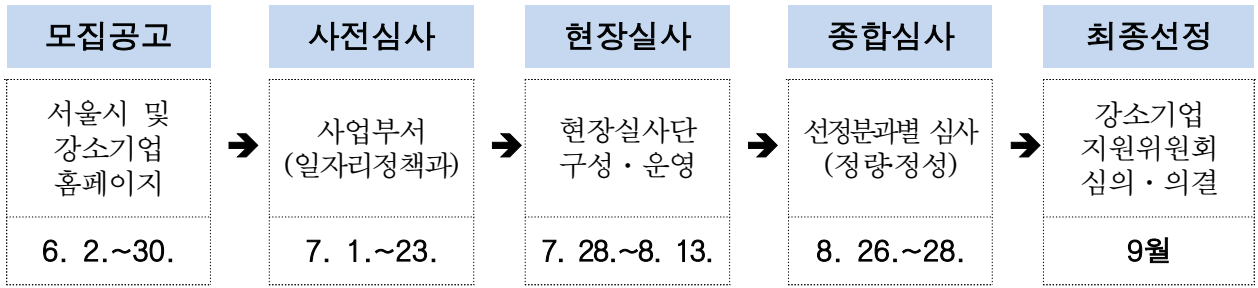 모집공고
서울시 및
강소기업
홈페이지
6. 2.~30.
사전심사
사업부서
(일자리정책과)
7. 1.~23.
현장실사
현장실사단
구성·운영
7. 28.~8. 13.
종합심사
선정분과별 심사
(정량·정성)
8. 26.~28.
최종선정
강소기업
지원위원회
심의·의결
9월